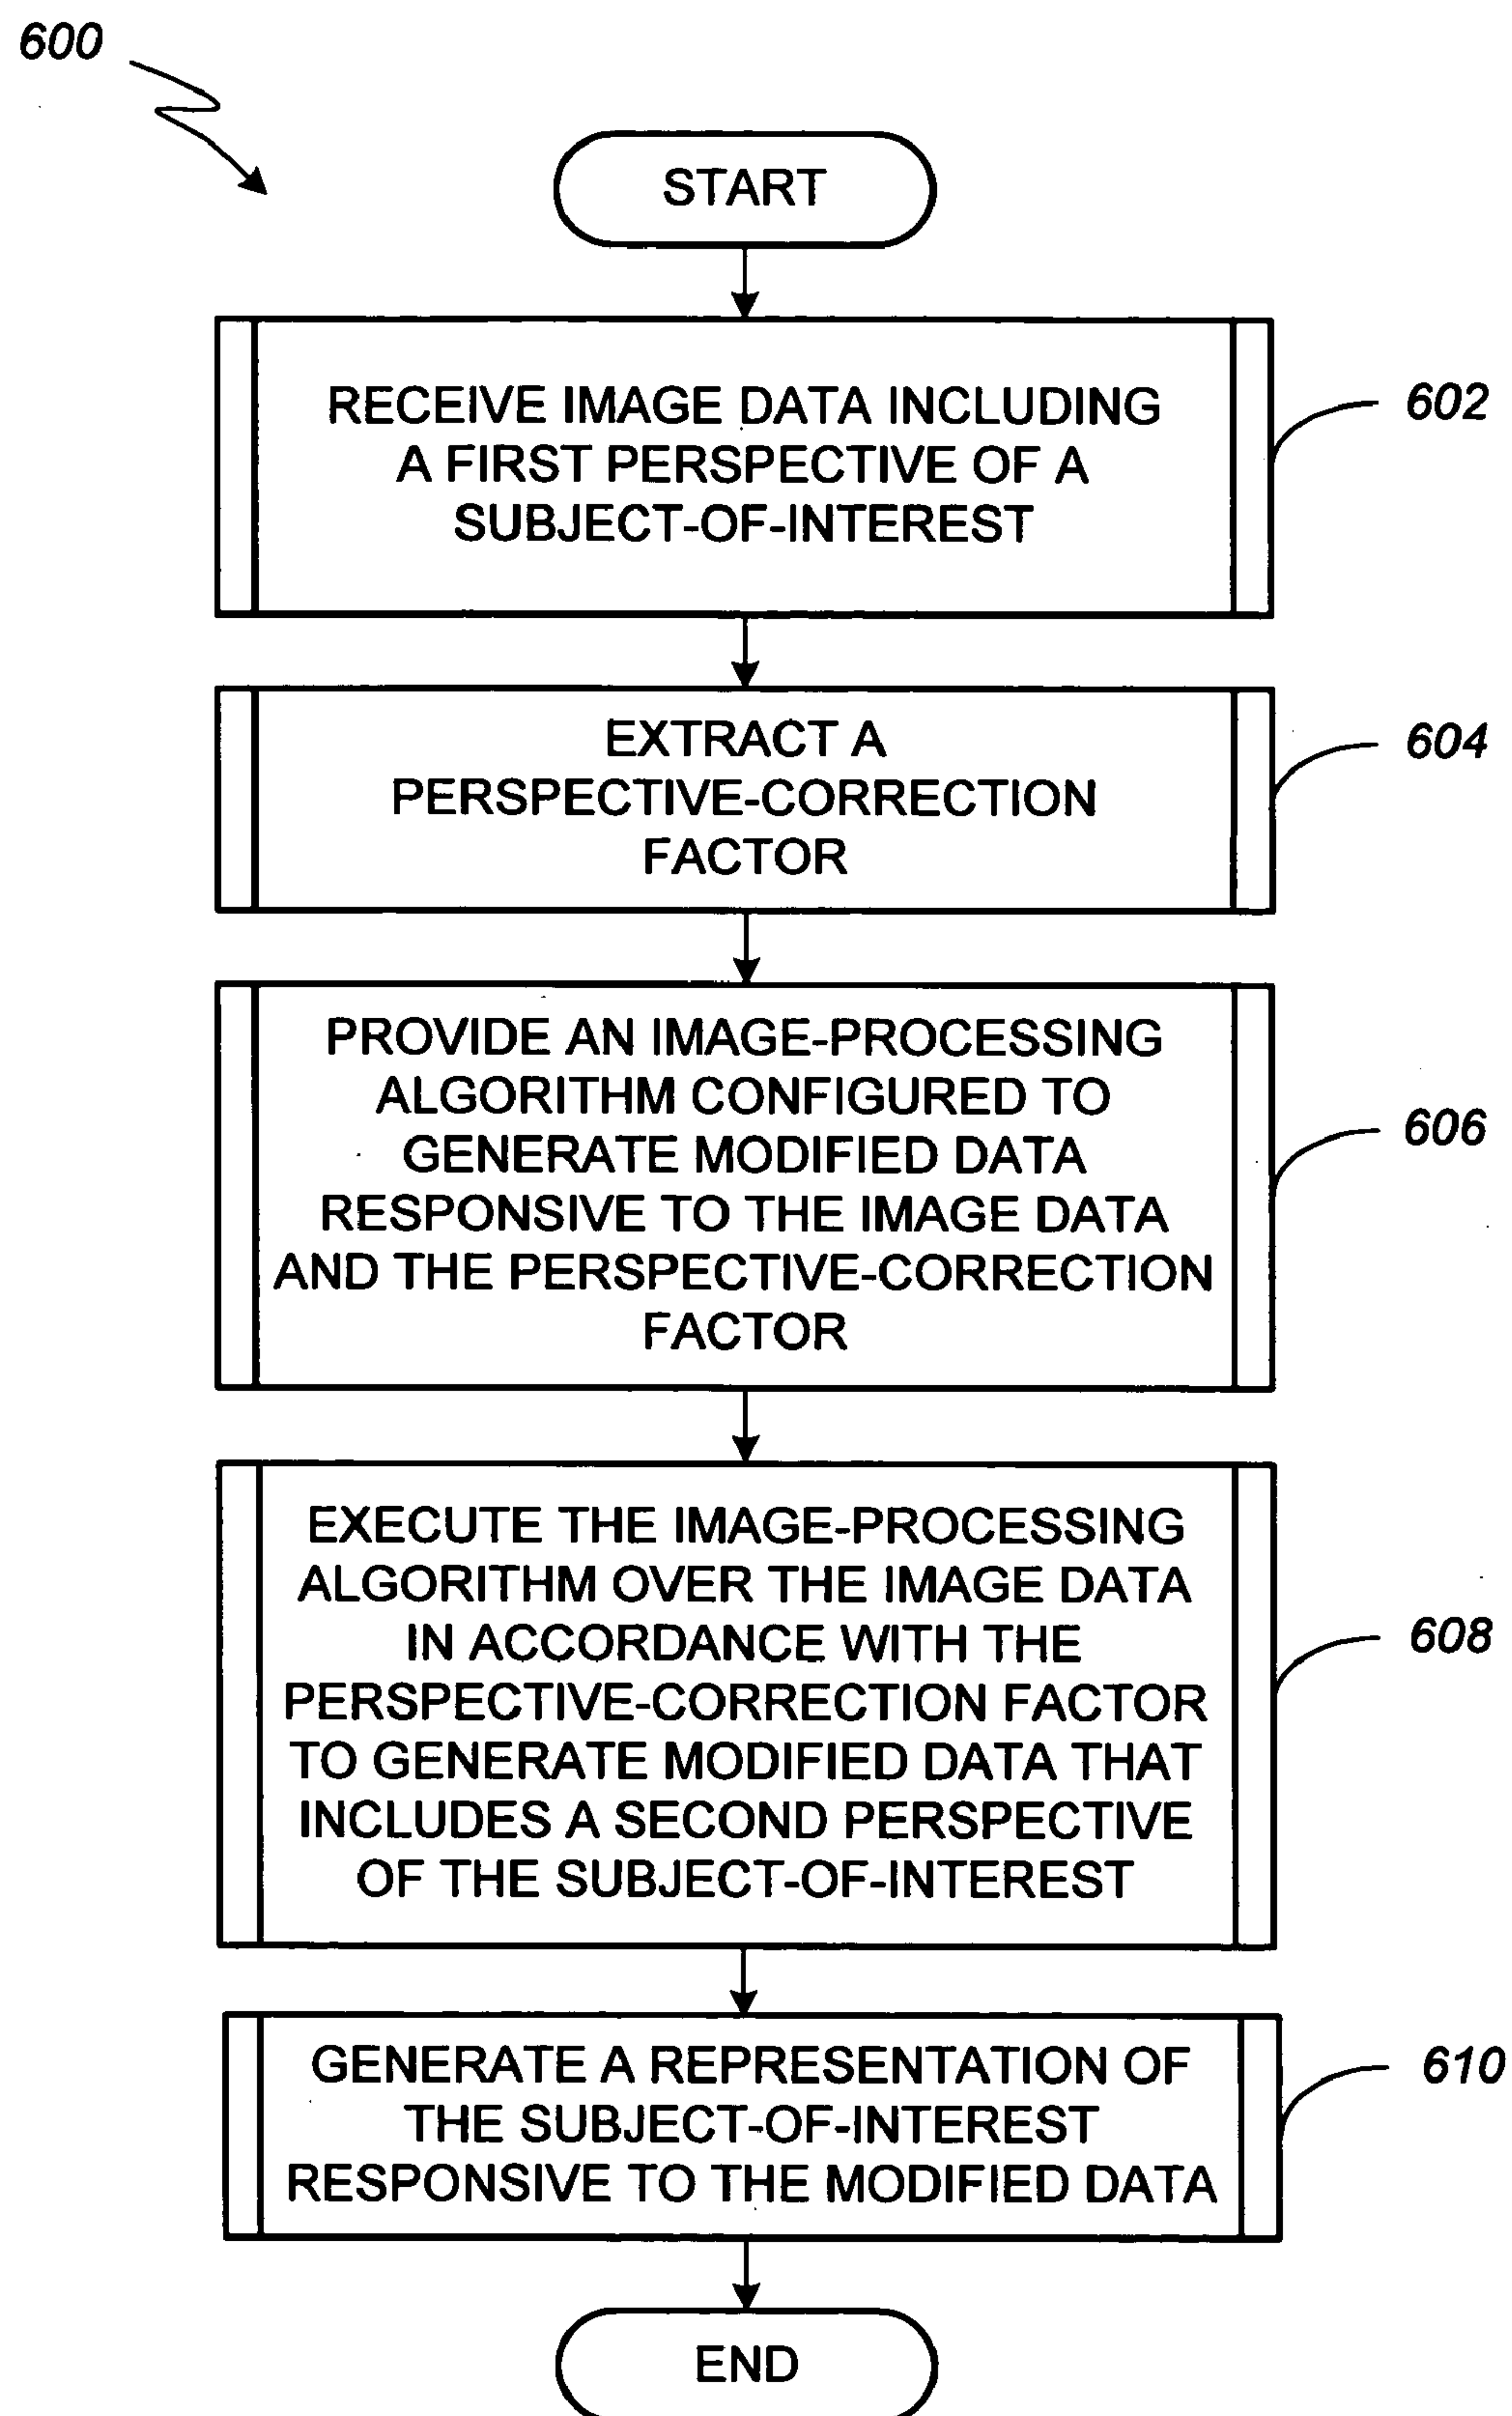 600
START
RECEIVE IMAGE DATA INCLUDING
A FIRST PERSPECTIVE OF A
SUBJECT-OF-INTEREST
602
EXTRACT A
PERSPECTIVE-CORRECTION
FACTOR
604
PROVIDE AN IMAGE-PROCESSING
ALGORITHM CONFIGURED TO
GENERATE MODIFIED DATA
RESPONSIVE TO THE IMAGE DATA
AND THE PERSPECTIVE-CORRECTION
FACTOR
606
EXECUTE THE IMAGE-PROCESSING
ALGORITHM OVER THE IMAGE DATA
IN ACCORDANCE WITH THE
PERSPECTIVE-CORRECTION FACTOR
TO GENERATE MODIFIED DATA THAT
INCLUDES A SECOND PERSPECTIVE
OF THE SUBJECT-OF-INTEREST
608
GENERATE A REPRESENTATION OF
THE SUBJECT-OF-INTEREST
RESPONSIVE TO THE MODIFIED DATA
610
END